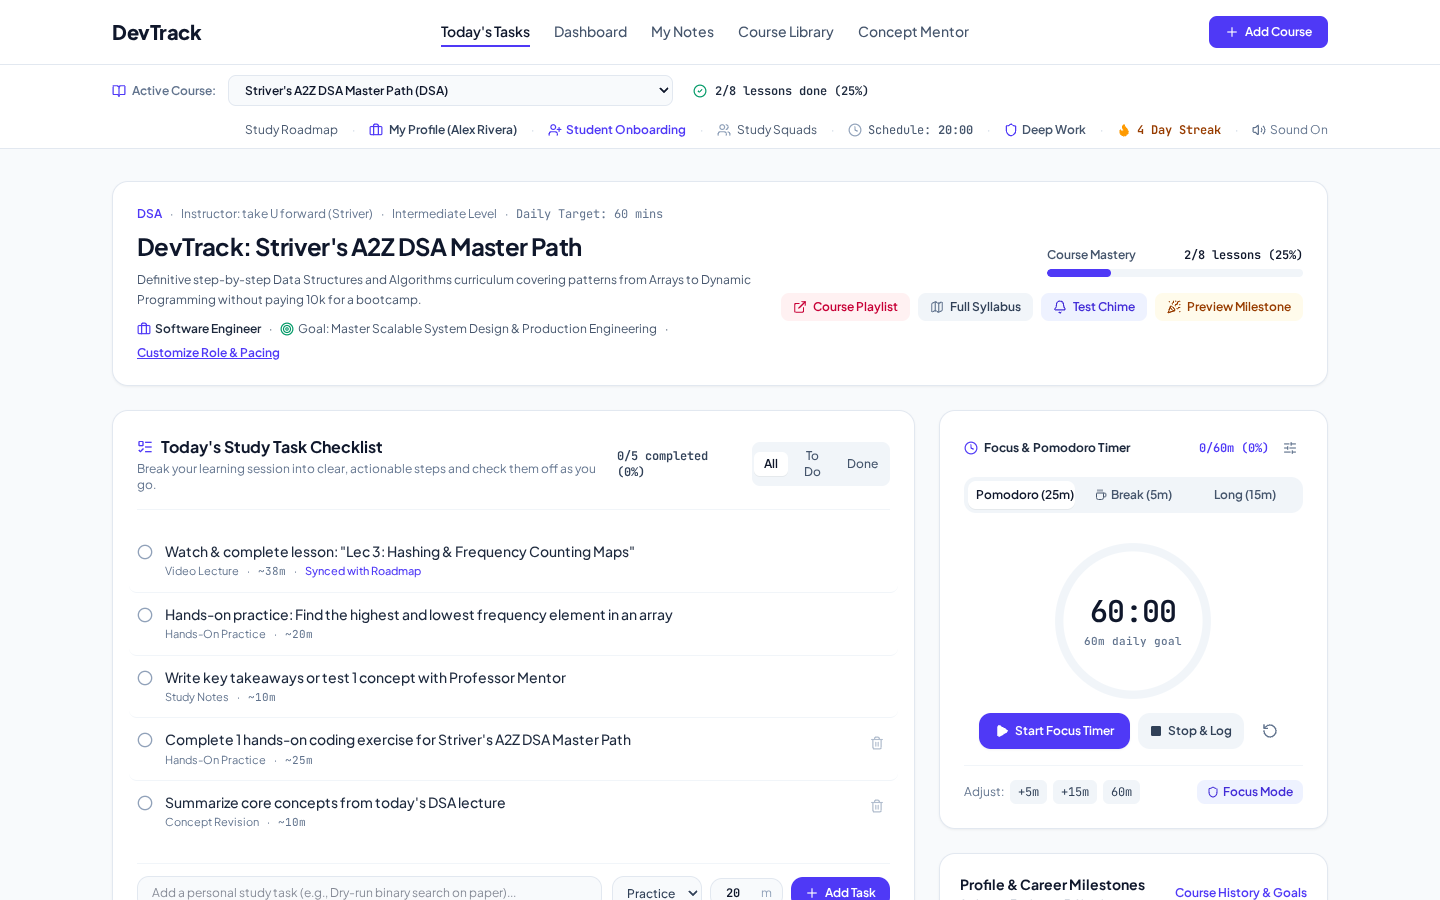 DevTrack
Today's Tasks
Dashboard
My Notes
Course Library
Concept Mentor
+ Add Course
Active Course:
Striver's A2Z DSA Master Path (DSA)
2/8 lessons done (25%)
Study Roadmap · My Profile (Alex Rivera) · Student Onboarding · Study Squads · Schedule: 20:00 · Deep Work · 4 Day Streak · Sound On
DSA · Instructor: take U forward (Striver) · Intermediate Level · Daily Target: 60 mins
DevTrack: Striver's A2Z DSA Master Path
Definitive step-by-step Data Structures and Algorithms curriculum covering patterns from Arrays to Dynamic
Programming without paying 10k for a bootcamp.
Software Engineer · Goal: Master Scalable System Design & Production Engineering ·
Customize Role & Pacing
Course Mastery
2/8 lessons (25%)
Course Playlist
Full Syllabus
Test Chime
Preview Milestone
Today's Study Task Checklist
Break your learning session into clear, actionable steps and check them off as you
go.
0/5 completed
(0%)
All
To
Do
Done
Watch & complete lesson: "Lec 3: Hashing & Frequency Counting Maps"
Video Lecture · ~38m · Synced with Roadmap
Hands-on practice: Find the highest and lowest frequency element in an array
Hands-On Practice · ~20m
Write key takeaways or test 1 concept with Professor Mentor
Study Notes · ~10m
Complete 1 hands-on coding exercise for Striver's A2Z DSA Master Path
Hands-On Practice · ~25m
Summarize core concepts from today's DSA lecture
Concept Revision · ~10m
Add a personal study task (e.g., Dry-run binary search on paper)...
Practice
20 m
+ Add Task
Focus & Pomodoro Timer
0/60m (0%)
Pomodoro (25m)
Break (5m)
Long (15m)
60:00
60m daily goal
Start Focus Timer
Stop & Log
Adjust:
+5m
+15m
60m
Focus Mode
Profile & Career Milestones
Course History & Goals